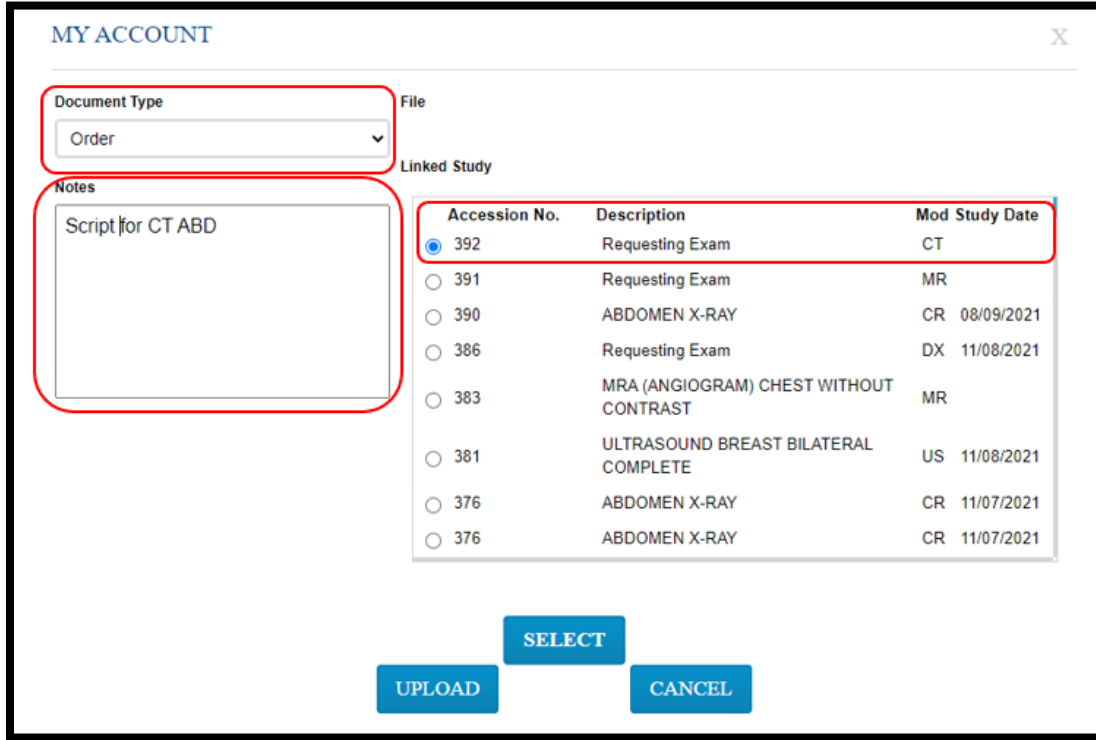 MY ACCOUNT
X
Document Type
Order
Notes
Script for CT ABD
File
Linked Study
Accession No. Description Mod Study Date
392 Requesting Exam CT
391 Requesting Exam MR
390 ABDOMEN X-RAY CR 08/09/2021
386 Requesting Exam DX 11/08/2021
383 MRA (ANGIOGRAM) CHEST WITHOUT
CONTRAST MR
381 ULTRASOUND BREAST BILATERAL
COMPLETE US 11/08/2021
376 ABDOMEN X-RAY CR 11/07/2021
376 ABDOMEN X-RAY CR 11/07/2021
SELECT
UPLOAD CANCEL